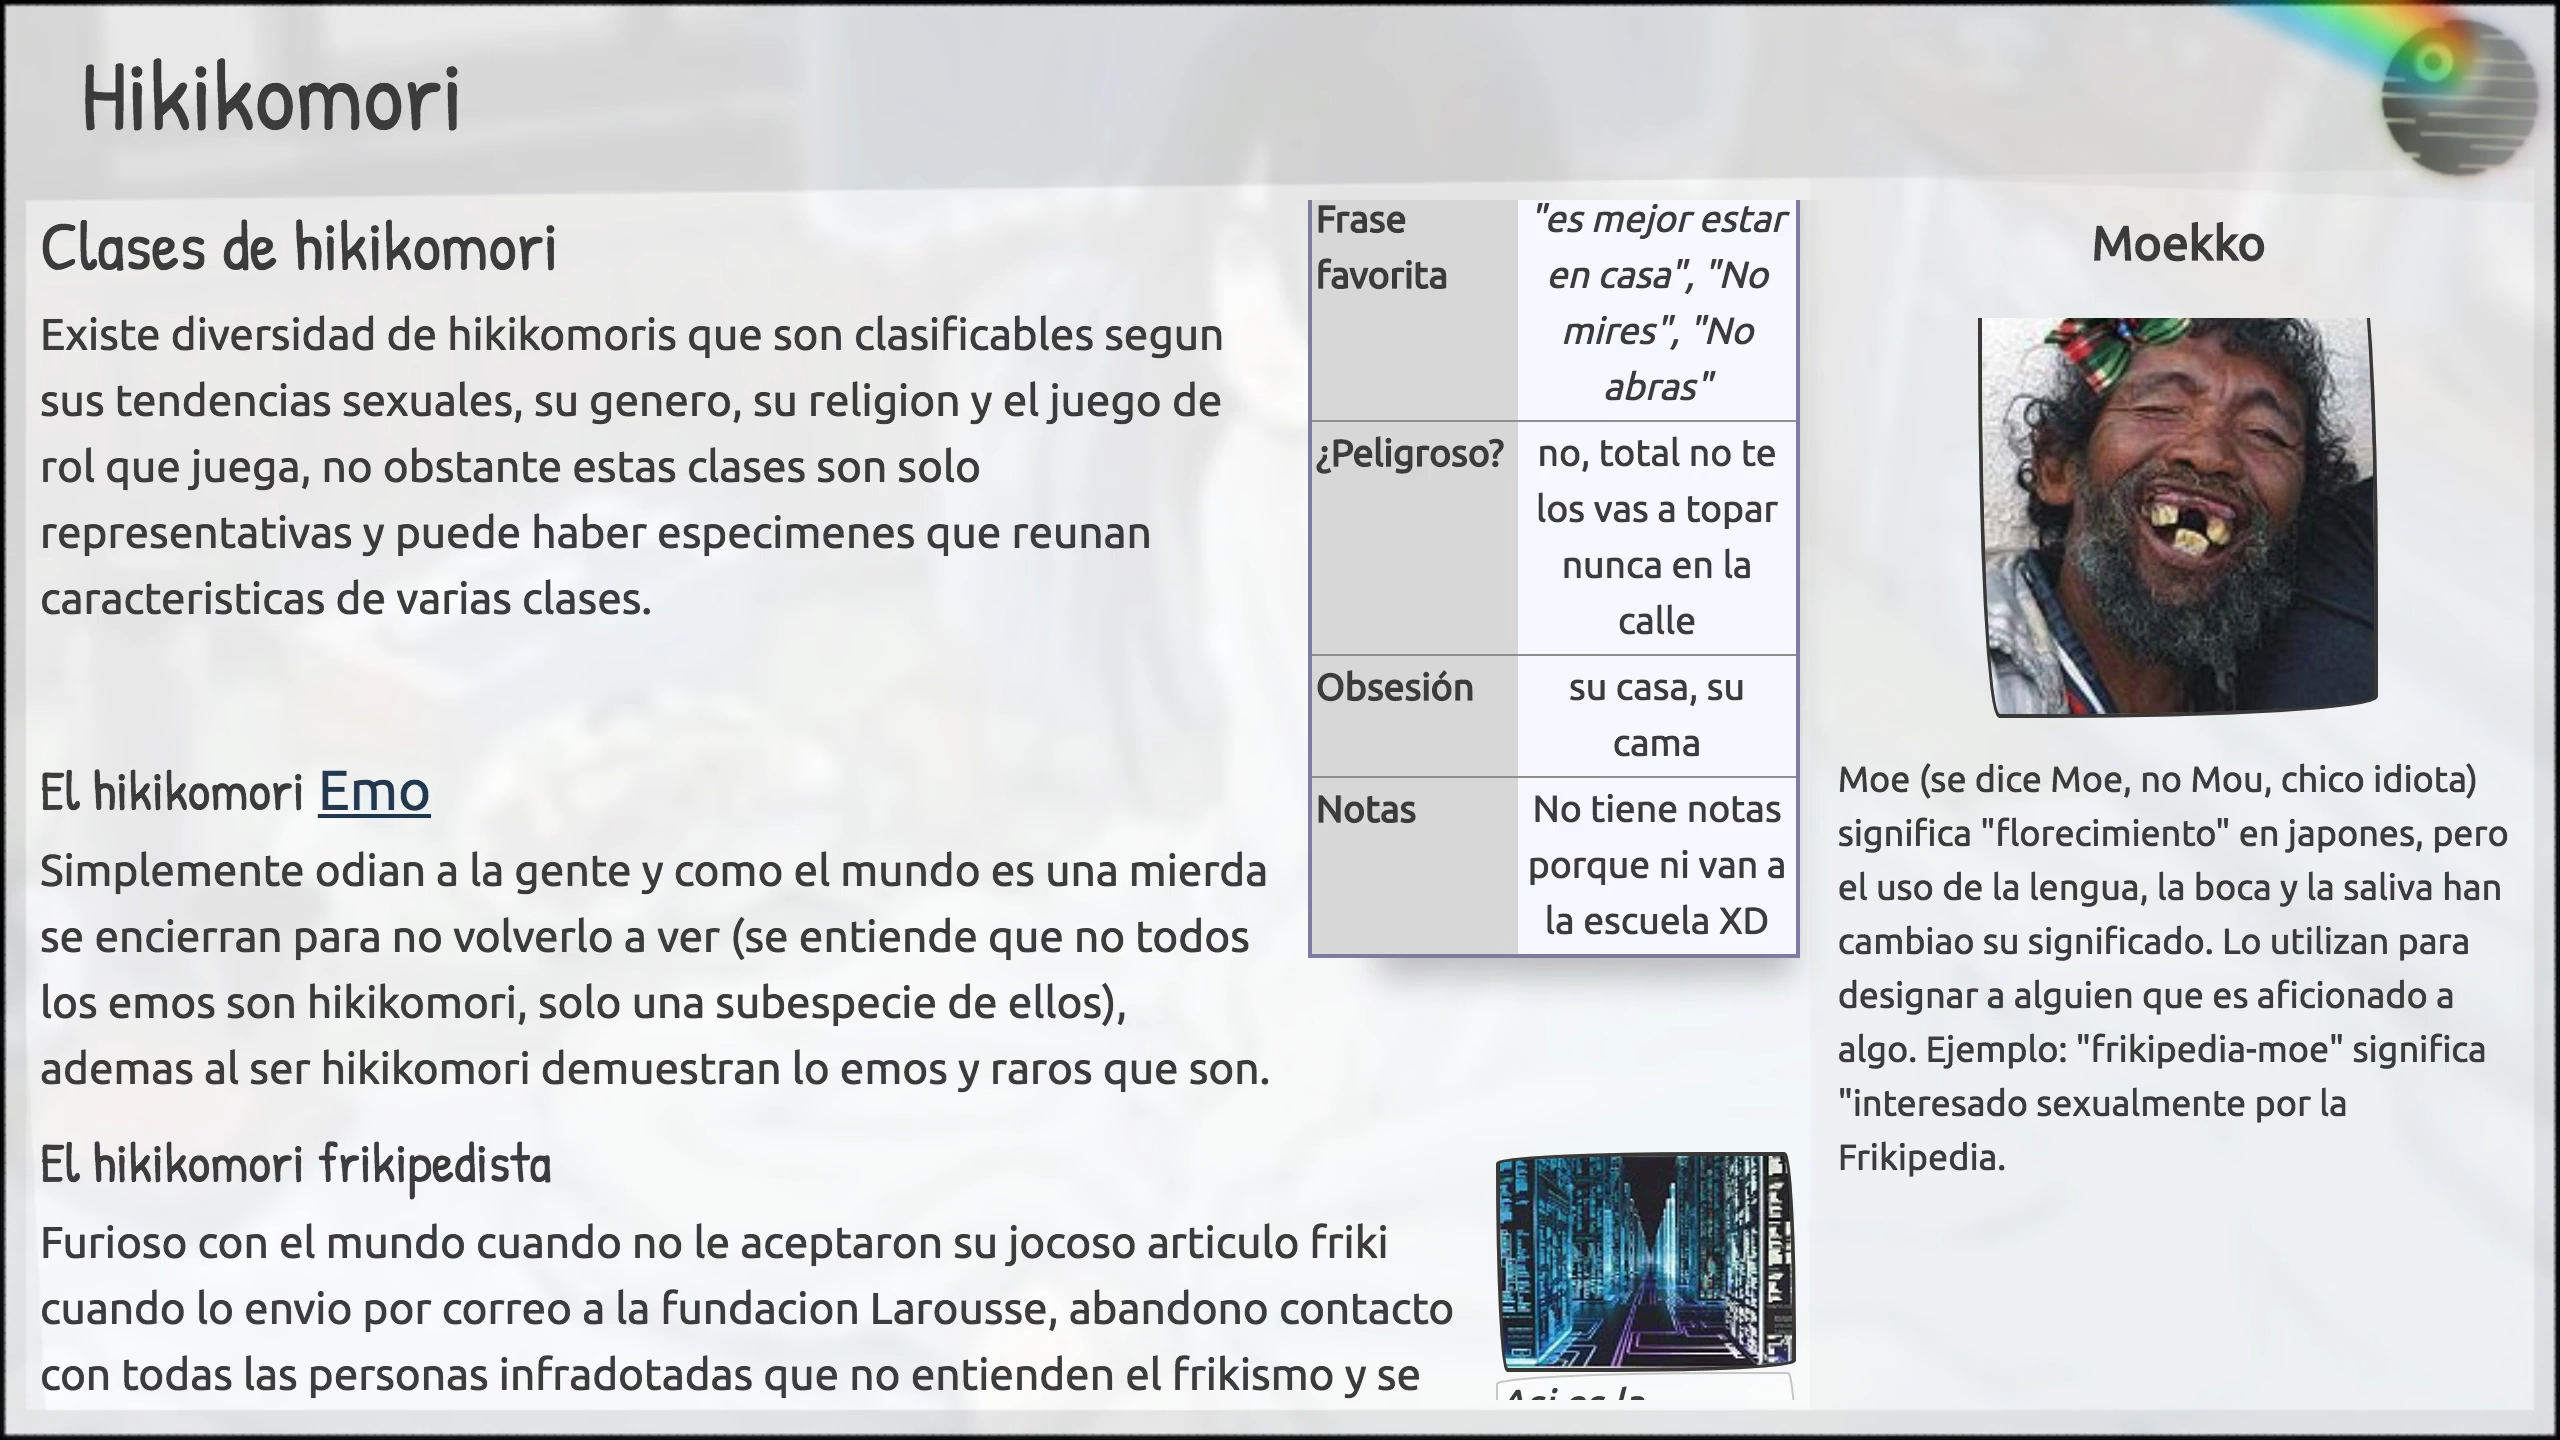 Hikikomori
Clases de hikikomori
Existe diversidad de hikikomoris que son clasificables segun
sus tendencias sexuales, su genero, su religion y el juego de
rol que juega, no obstante estas clases son solo
representativas y puede haber especimenes que reunan
caracteristicas de varias clases.
El hikikomori Emo
Simplemente odian a la gente y como el mundo es una mierda
se encierran para no volverlo a ver (se entiende que no todos
los emos son hikikomori, solo una subespecie de ellos),
ademas al ser hikikomori demuestran lo emos y raros que son.
El hikikomori frikipedista
Furioso con el mundo cuando no le aceptaron su jocoso articulo friki
cuando lo envio por correo a la fundacion Larousse, abandono contacto
con todas las personas infradotadas que no entienden el frikismo y se
Frase
favorita
"es mejor estar
en casa", "No
mires", "No
abras"
¿Peligroso?
no, total no te
los vas a topar
nunca en la
calle
Obsesión
su casa, su
cama
Notas
No tiene notas
porque ni van a
la escuela XD
Asi es la
Moekko
Moe (se dice Moe, no Mou, chico idiota)
significa "florecimiento" en japones, pero
el uso de la lengua, la boca y la saliva han
cambiao su significado. Lo utilizan para
designar a alguien que es aficionado a
algo. Ejemplo: "frikipedia-moe" significa
"interesado sexualmente por la
Frikipedia.